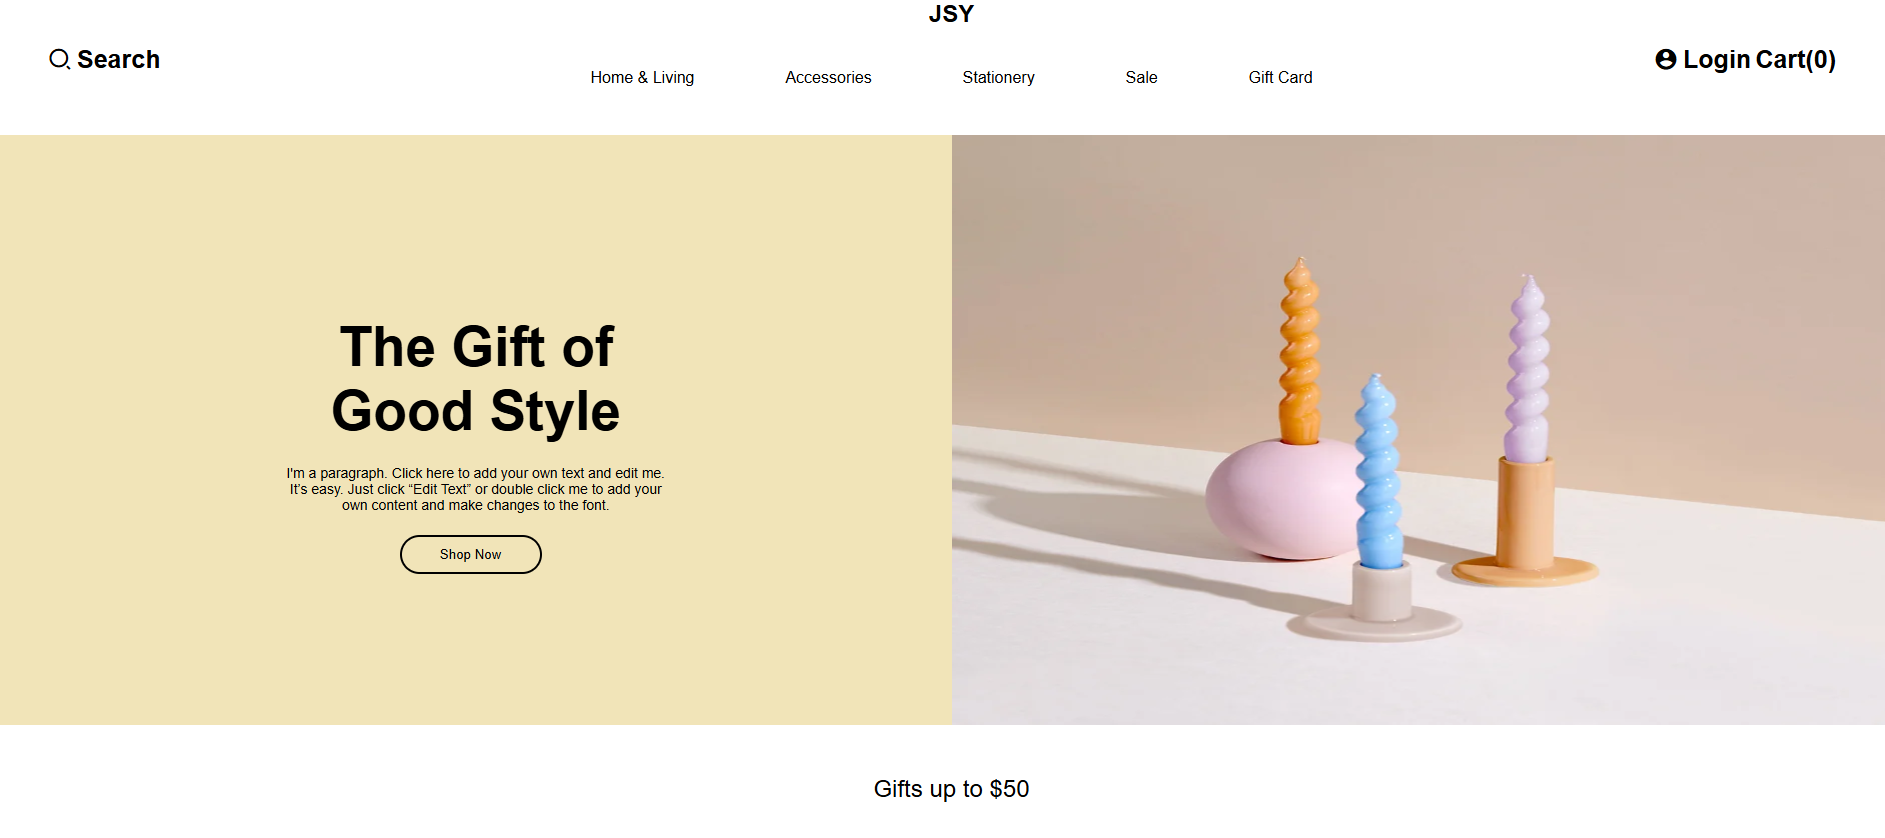 JSY
Search
Login Cart(0)
Home & Living Accessories Stationery Sale Gift Card
The Gift of
Good Style
I'm a paragraph. Click here to add your own text and edit me.
It’s easy. Just click “Edit Text” or double click me to add your
own content and make changes to the font.
Shop Now
Gifts up to $50